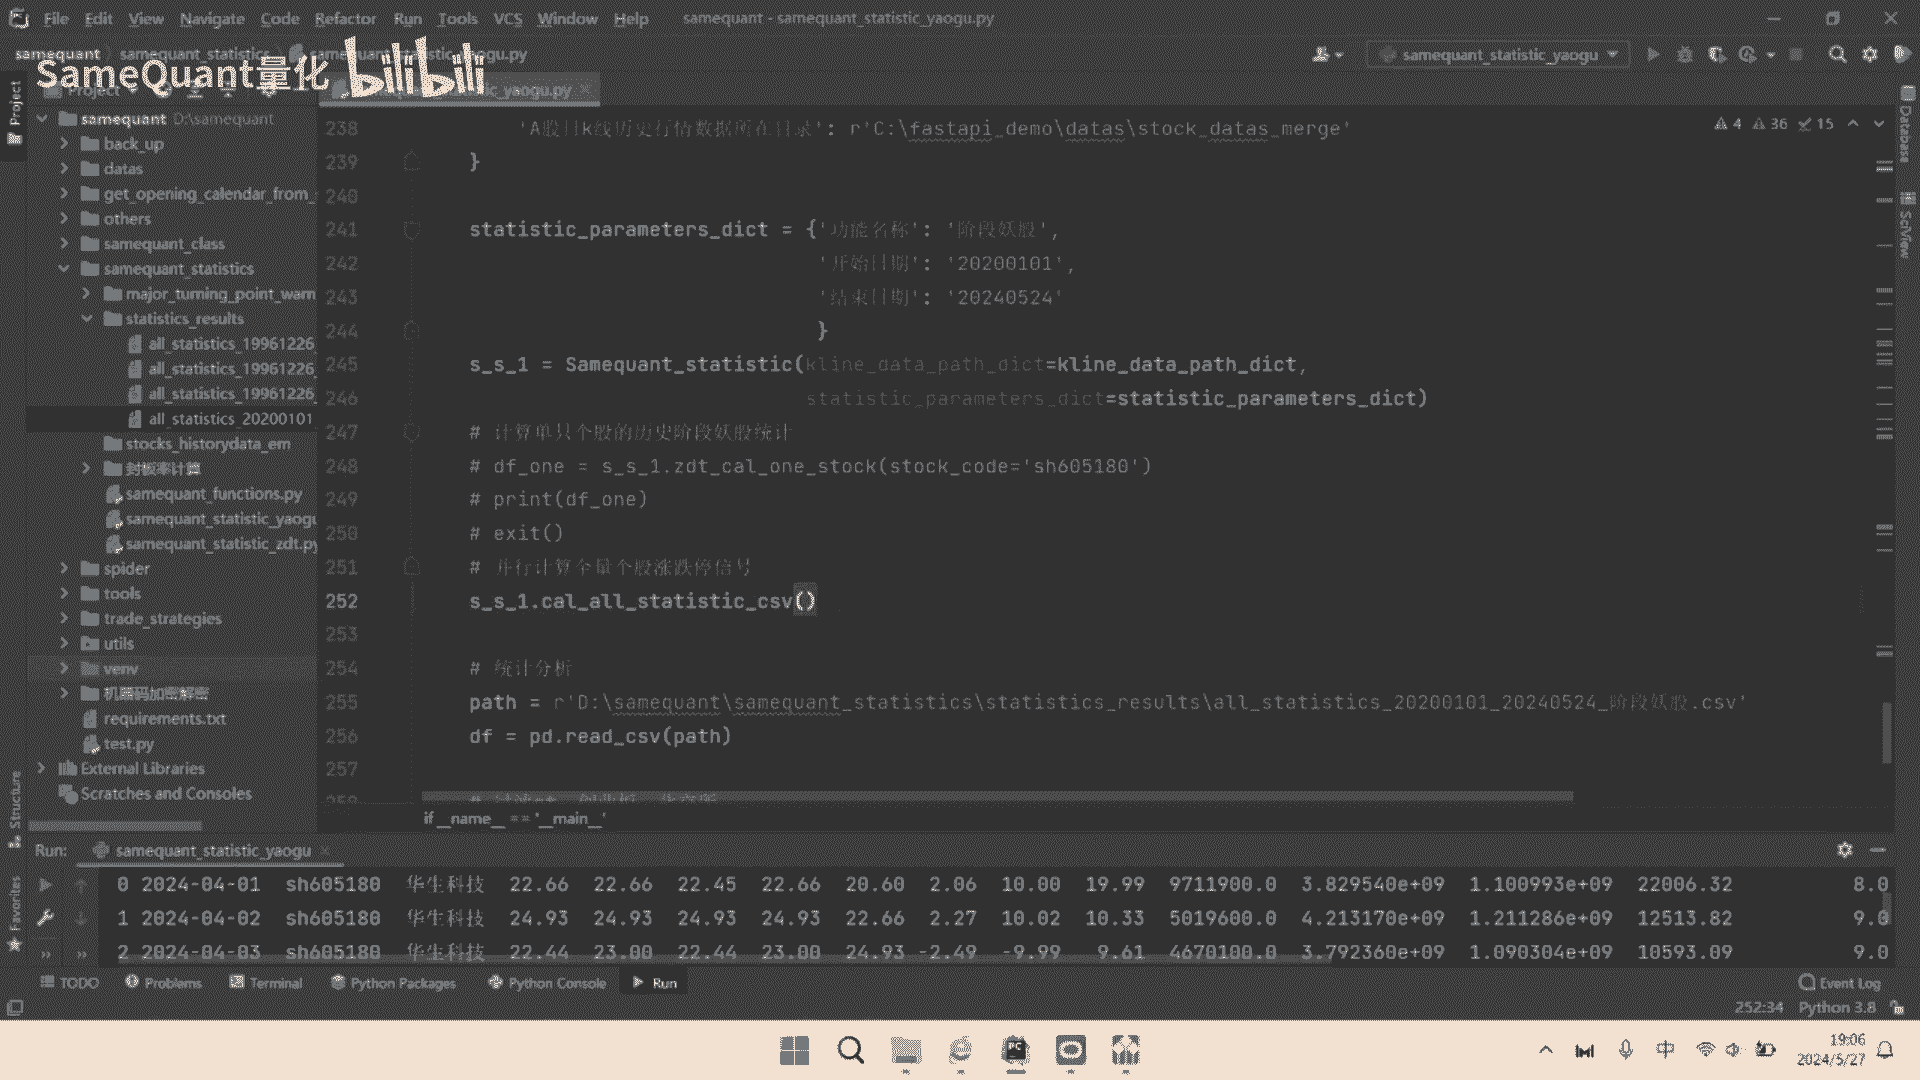 File Edit View Navigate Code Refactor Run Tools VCS Window Help samequant - samequant_statistic_yaogu.py
samequant samequant_statistics samequant_statistic_yaogu.py samequant_statistic_yaogu
SameQuant量化 bilibili
Project
samequant D:\samequant
back_up
datas
get_opening_calendar_from_
others
samequant_class
samequant_statistics
major_turning_point_warn
statistics_results
all_statistics_19961226_
all_statistics_19961226_
all_statistics_19961226_
all_statistics_20200101_
stocks_historydata_em
封板率计算
samequant_functions.py
samequant_statistic_yaogu
samequant_statistic_zdt.py
spider
tools
trade_strategies
utils
venv
机器码加密解密
requirements.txt
test.py
External Libraries
Scratches and Consoles
4 36 15
238 'A股日k线历史行情数据所在目录': r'C:\fastapi_demo\datas\stock_datas_merge'
239 }
240
241 statistic_parameters_dict = {'功能名称': '阶段妖股',
242 '开始日期': '20200101',
243 '结束日期': '20240524'
244 }
245 s_s_1 = Samequant_statistic(kline_data_path_dict=kline_data_path_dict,
246 statistic_parameters_dict=statistic_parameters_dict)
247 # 计算单只个股的历史阶段妖股统计
248 # df_one = s_s_1.zdt_cal_one_stock(stock_code='sh605180')
249 # print(df_one)
250 # exit()
251 # 并行计算全量个股涨跌停信号
252 s_s_1.cal_all_statistic_csv()
253
254 # 统计分析
255 path = r'D:\samequant\samequant_statistics\statistics_results\all_statistics_20200101_20240524_阶段妖股.csv'
256 df = pd.read_csv(path)
257
if __name__ == '__main__'
Database
SciView
Structure
Favorites
Run: samequant_statistic_yaogu
0 2024-04-01 sh605180 华生科技 22.66 22.66 22.45 22.66 20.60 2.06 10.00 19.99 9711900.0 3.829540e+09 1.100993e+09 22006.32 8.0
1 2024-04-02 sh605180 华生科技 24.93 24.93 24.93 24.93 22.66 2.27 10.02 10.33 5019600.0 4.213170e+09 1.211286e+09 12513.82 9.0
2 2024-04-03 sh605180 华生科技 22.44 23.00 22.44 23.00 24.93 -2.49 -9.99 9.61 4670100.0 3.792360e+09 1.090304e+09 10593.09 9.0
TODO Problems Terminal Python Packages Python Console Run Event Log
252:34 Python 3.8
中 19:06
2024/5/27